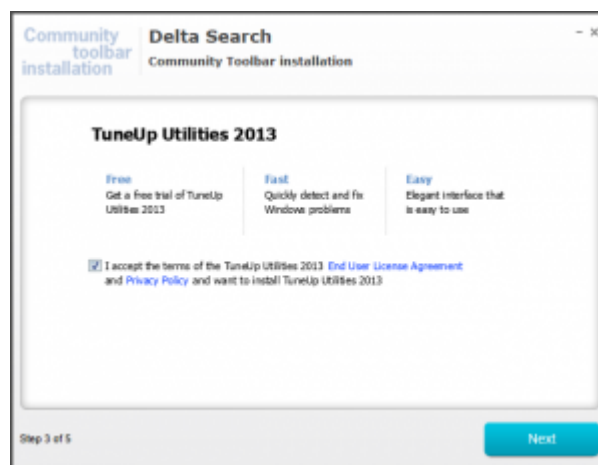 Community
toolbar
installation
Delta Search
Community Toolbar installation
TuneUp Utilities 2013
Free
Get a free trial of TuneUp
Utilities 2013
Fast
Quickly detect and fix
Windows problems
Easy
Elegant interface that
is easy to use
I accept the terms of the TuneUp Utilities 2013 End User License Agreement
and Privacy Policy and want to install TuneUp Utilities 2013
Step 3 of 5
Next